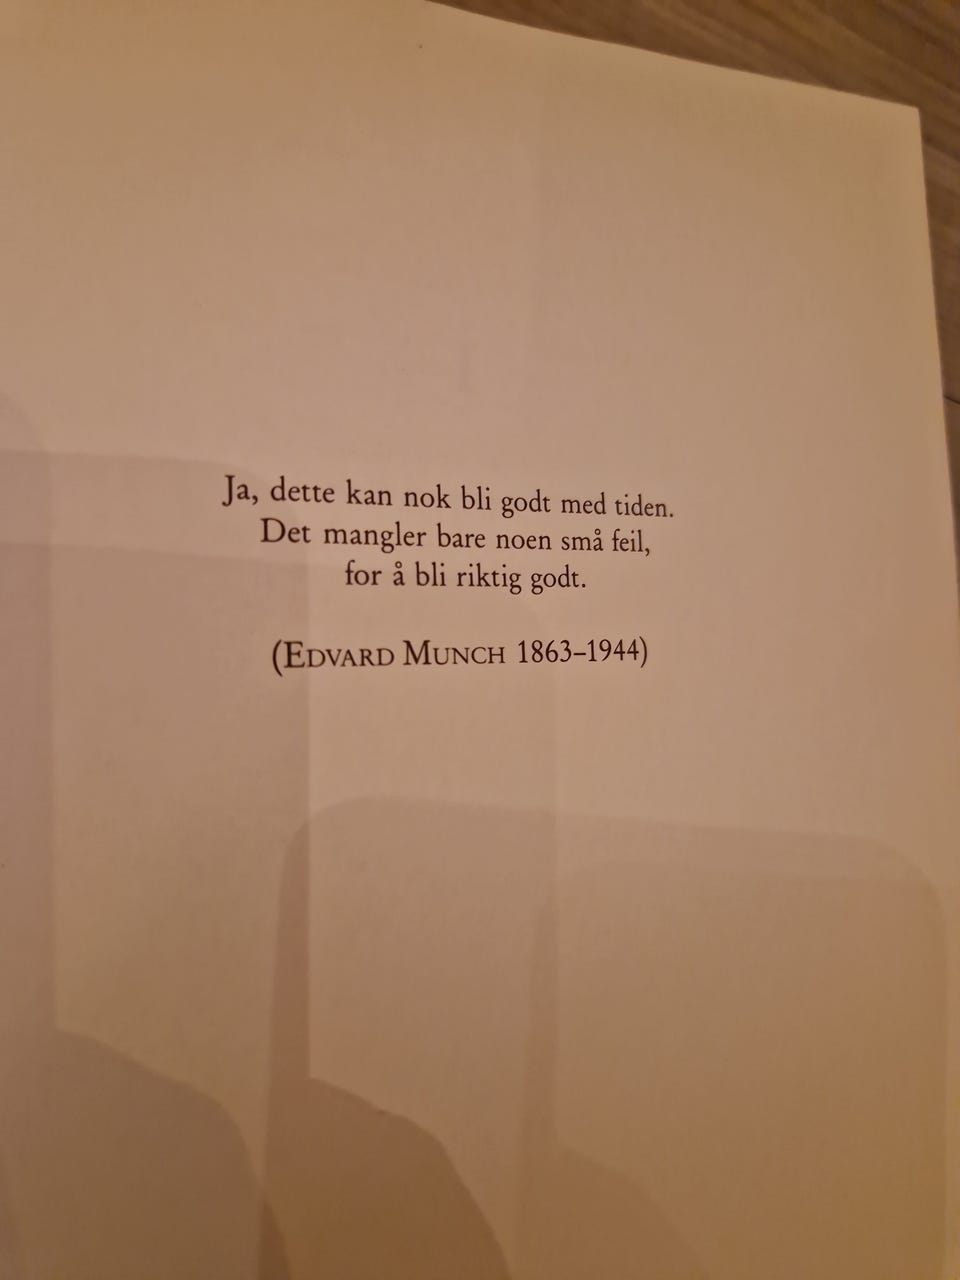 Ja, dette kan nok bli godt med tiden.
Det mangler bare noen små feil,
for å bli riktig godt.
(EDVARD MUNCH 1863–1944)